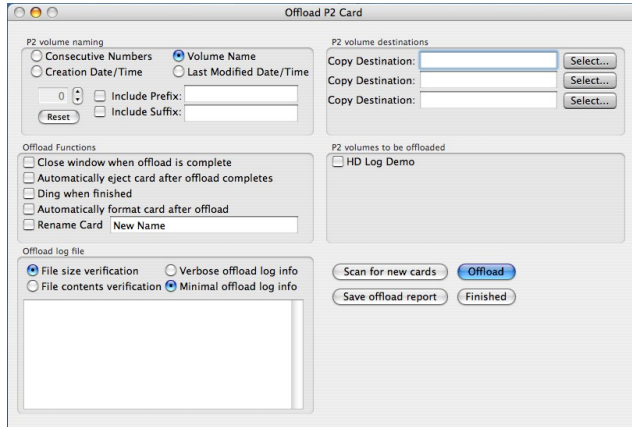 Offload P2 Card
P2 volume naming
Consecutive Numbers
Volume Name
Creation Date/Time
Last Modified Date/Time
0
Include Prefix:
Reset
Include Suffix:
P2 volume destinations
Copy Destination:
Select...
Copy Destination:
Select...
Copy Destination:
Select...
Offload Functions
Close window when offload is complete
Automatically eject card after offload completes
Ding when finished
Automatically format card after offload
Rename Card
New Name
P2 volumes to be offloaded
HD Log Demo
Offload log file
File size verification
Verbose offload log info
File contents verification
Minimal offload log info
Scan for new cards
Offload
Save offload report
Finished